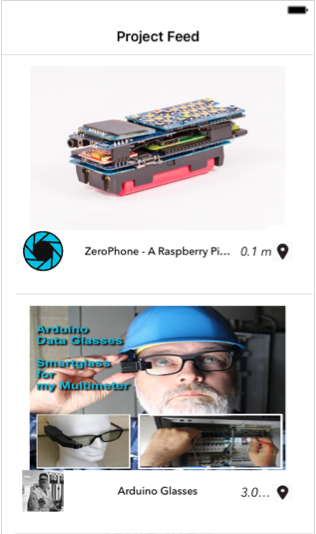 Project Feed
ZeroPhone - A Raspberry Pi...
0.1 m
Arduino
Data Glasses
Smartglass
for
my Multimeter
Arduino Glasses
3.0...